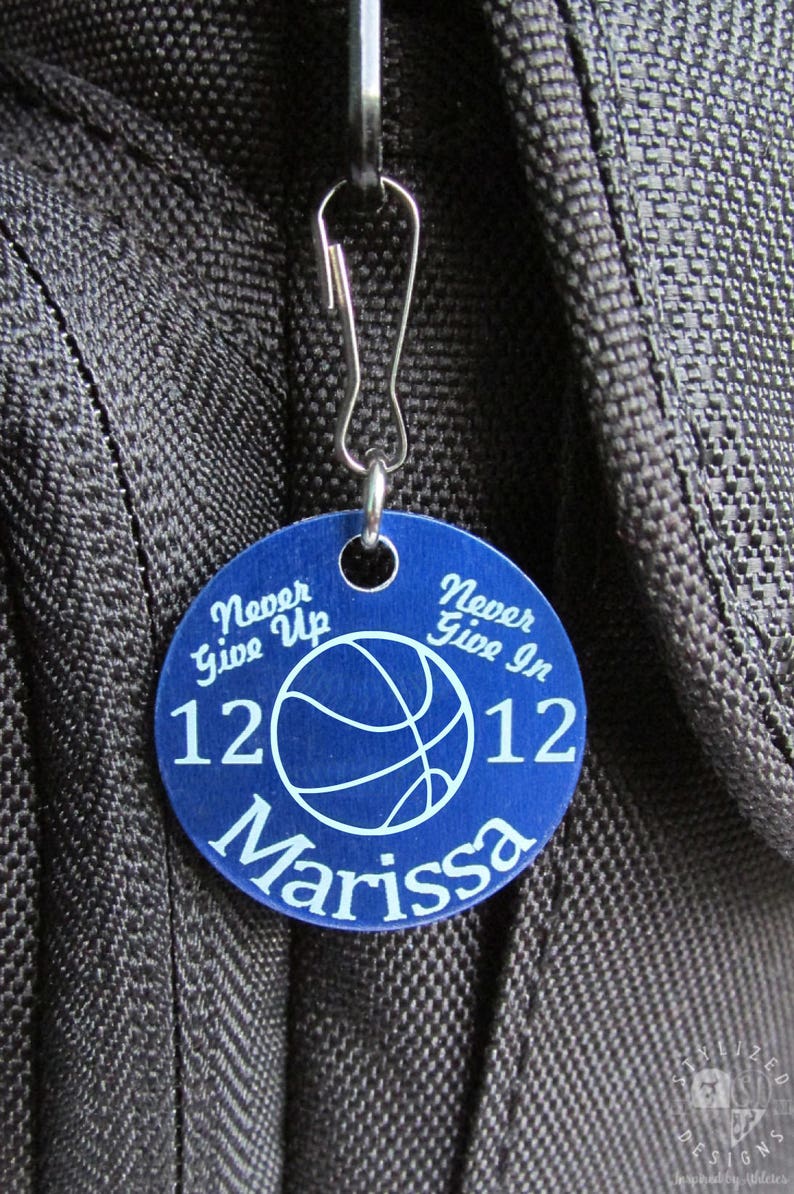 Never
Give Up
Never
Give In
12
12
Marissa
STYLIZED
DESIGNS
Inspired by Athletes